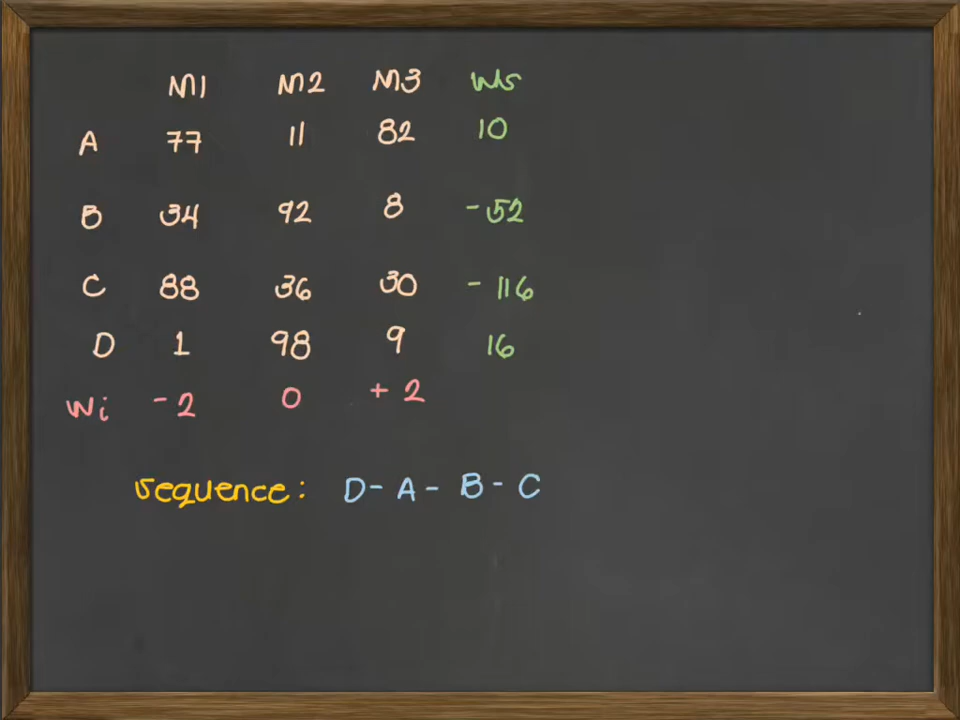 M1 M2 M3 Ws
A 77 11 82 10
B 34 92 8 -52
C 88 36 30 -116
D 1 98 9 16
Wi -2 0 +2
sequence: D-A-B-C